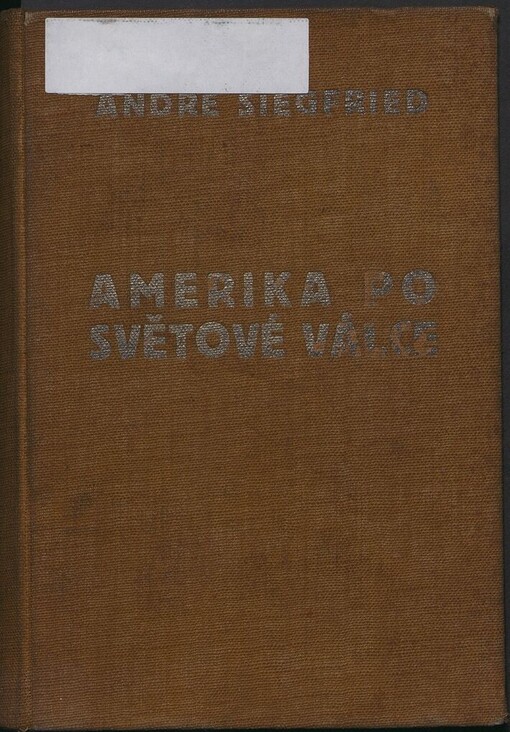 ANDRÉ SIEGFRIED
AMERIKA PO
SVĚTOVÉ VÁLCE